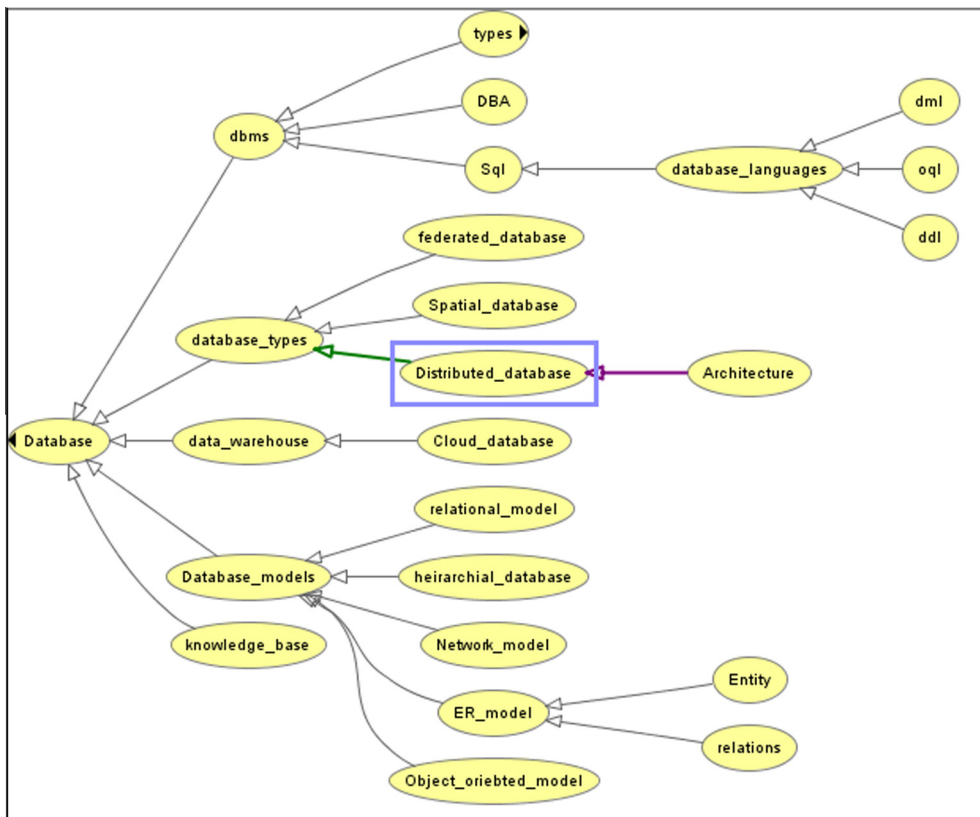 types
DBA
dml
dbms
Sql
database_languages
oql
federated_database
ddl
Spatial_database
database_types
Distributed_database
Architecture
Database
data_warehouse
Cloud_database
relational_model
Database_models
heirarchial_database
knowledge_base
Network_model
Entity
ER_model
relations
Object_oriebted_model